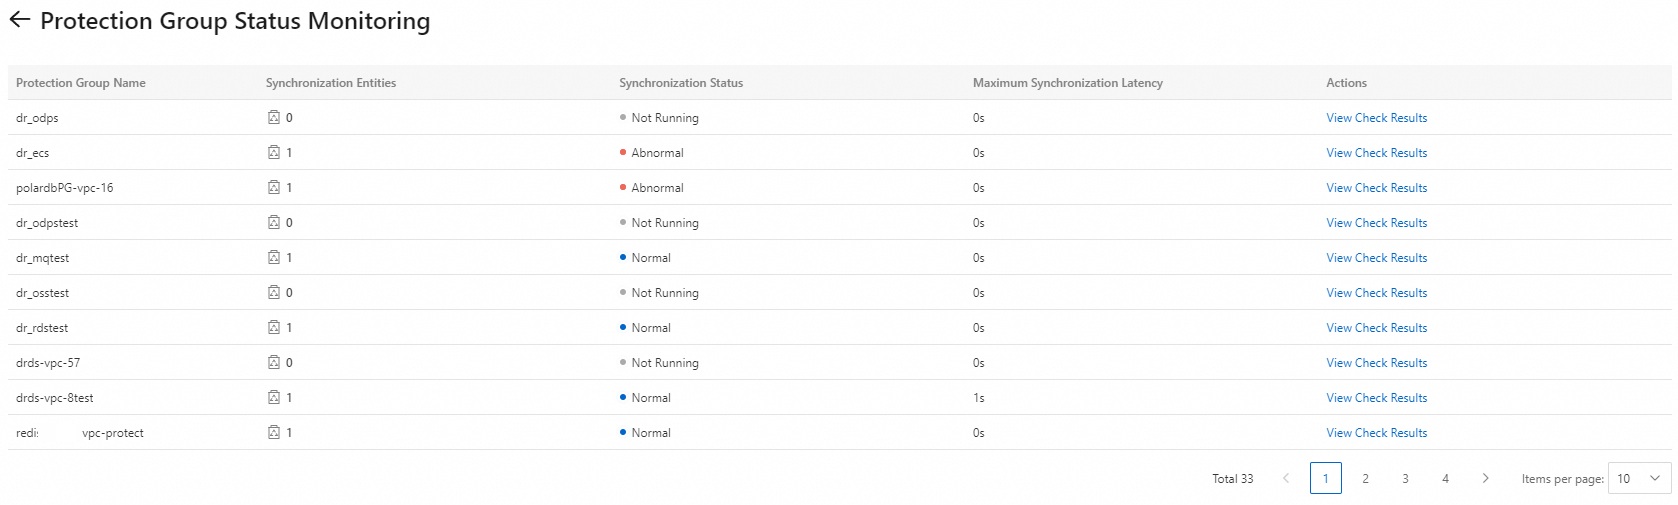 Protection Group Status Monitoring
Protection Group Name Synchronization Entities Synchronization Status Maximum Synchronization Latency Actions
dr_odps 0 Not Running 0s View Check Results
dr_ecs 1 Abnormal 0s View Check Results
polardbPG-vpc-16 1 Abnormal 0s View Check Results
dr_odpstest 0 Not Running 0s View Check Results
dr_mqtest 1 Normal 0s View Check Results
dr_osstest 0 Not Running 0s View Check Results
dr_rdstest 1 Normal 0s View Check Results
drds-vpc-57 0 Not Running 0s View Check Results
drds-vpc-8test 1 Normal 1s View Check Results
redis vpc-protect 1 Normal 0s View Check Results
Total 33 1 2 3 4 Items per page: 10